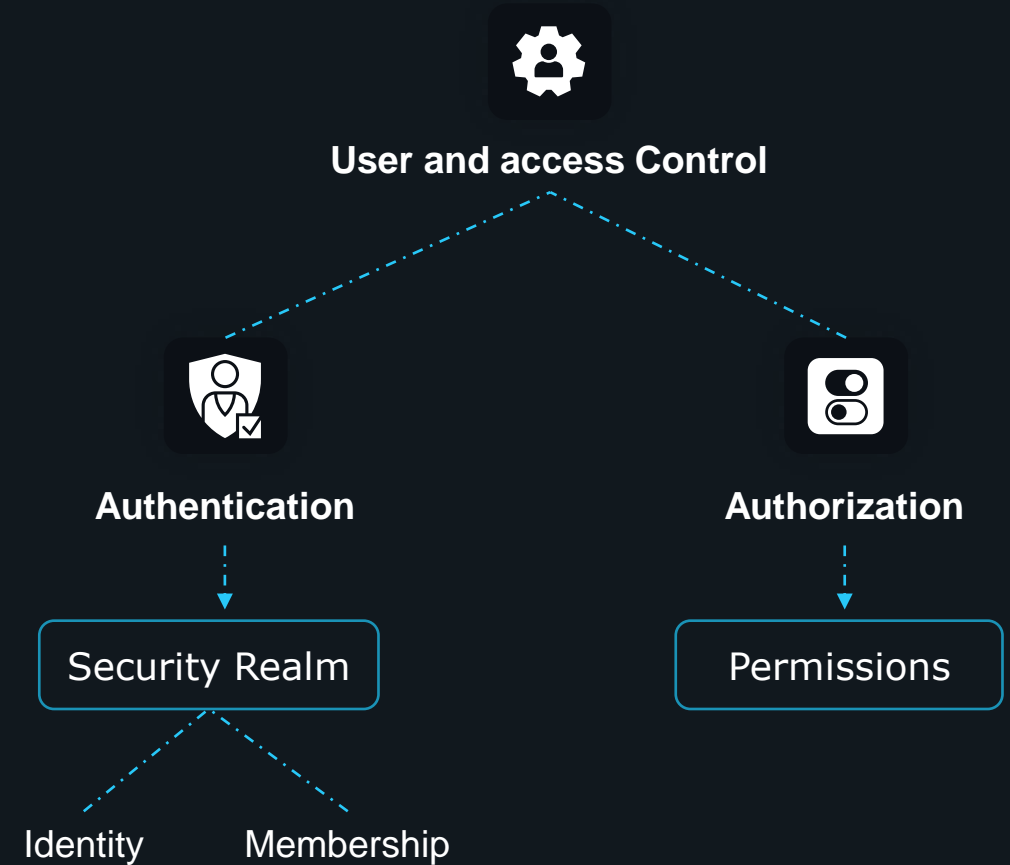 User and access Control
Authentication
Authorization
Security Realm
Permissions
Identity
Membership